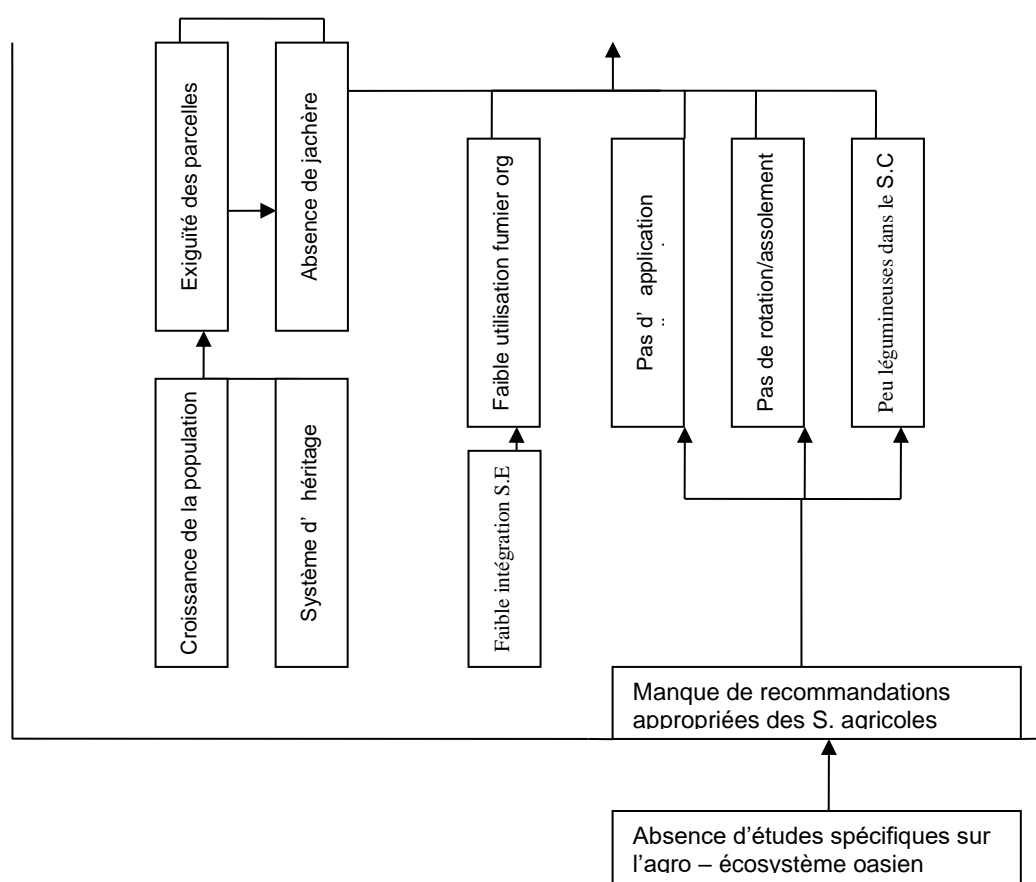 Exiguïté des parcelles
Absence de jachère
Faible utilisation fumier org
Pas d’ application
Pas de rotation/assolement
Peu légumineuses dans le S.C
Croissance de la population
Système d’ héritage
Faible intégration S.E
Manque de recommandations
appropriées des S. agricoles
Absence d’études spécifiques sur
l’agro – écosystème oasien